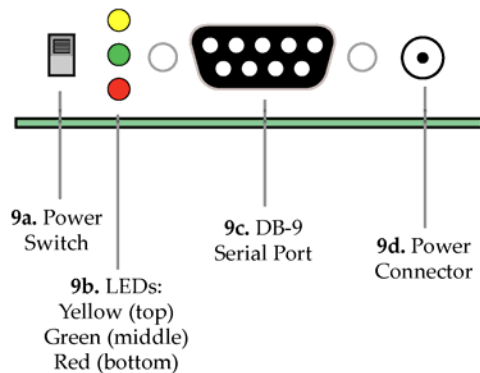 9a. Power
Switch
9b. LEDs:
Yellow (top)
Green (middle)
Red (bottom)
9c. DB-9
Serial Port
9d. Power
Connector